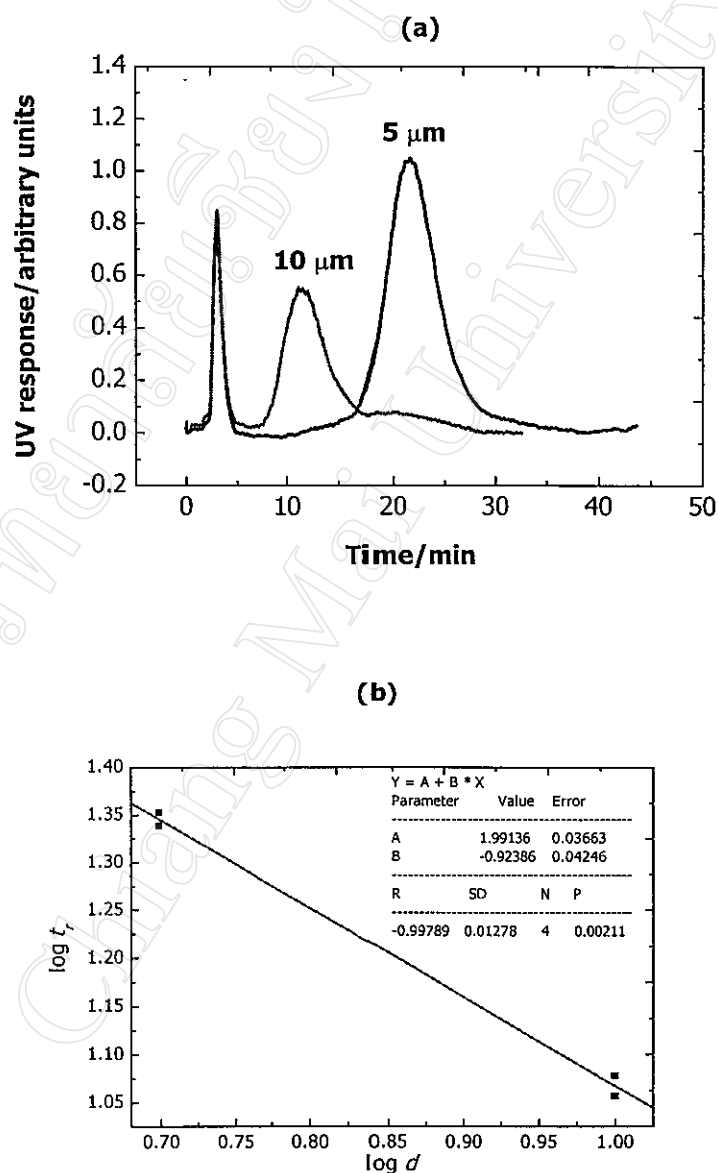 (a)
UV response/arbitrary units
1.4
1.2
1.0
0.8
0.6
0.4
0.2
0.0
-0.2
5 μm
10 μm
0 10 20 30 40 50
Time/min
(b)
log tr
1.40
1.35
1.30
1.25
1.20
1.15
1.10
1.05
Y = A + B * X
Parameter Value Error
A 1.99136 0.03663
B -0.92386 0.04246
R SD N P
-0.99789 0.01278 4 0.00211
0.70 0.75 0.80 0.85 0.90 0.95 1.00
log d
Chiang Mai University